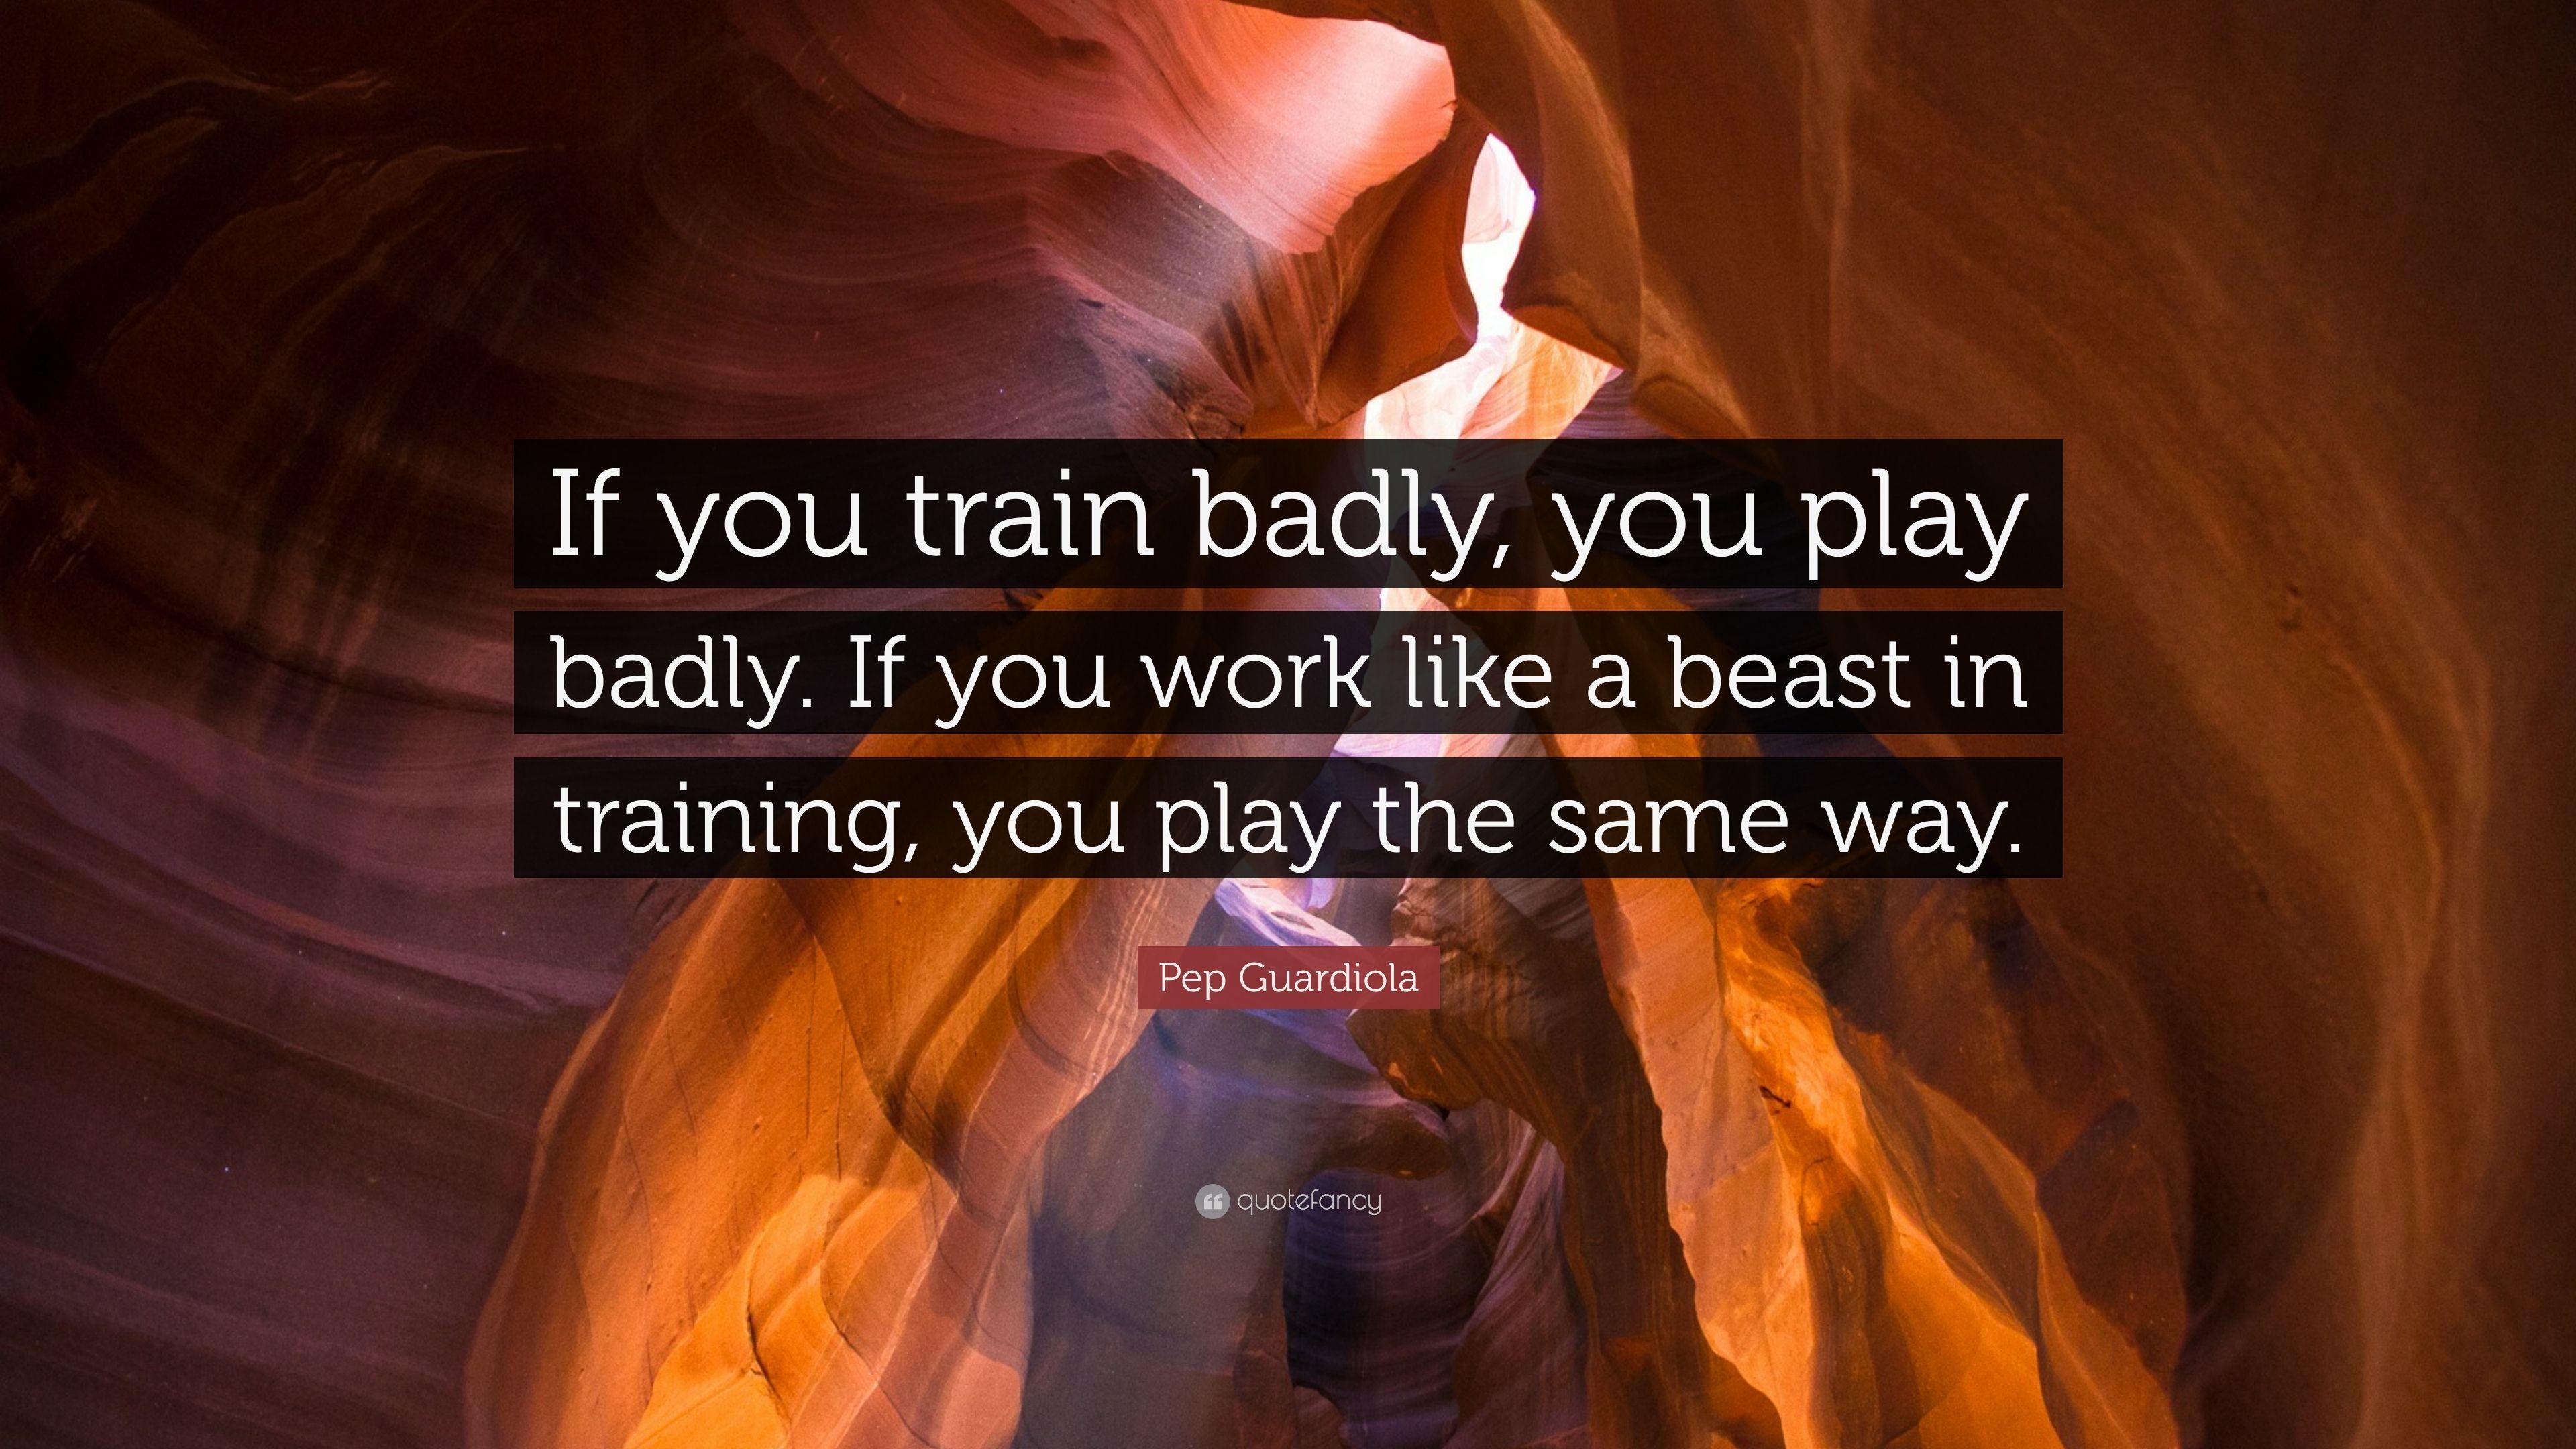 If you train badly, you play
badly. If you work like a beast in
training, you play the same way.
Pep Guardiola
quotefancy